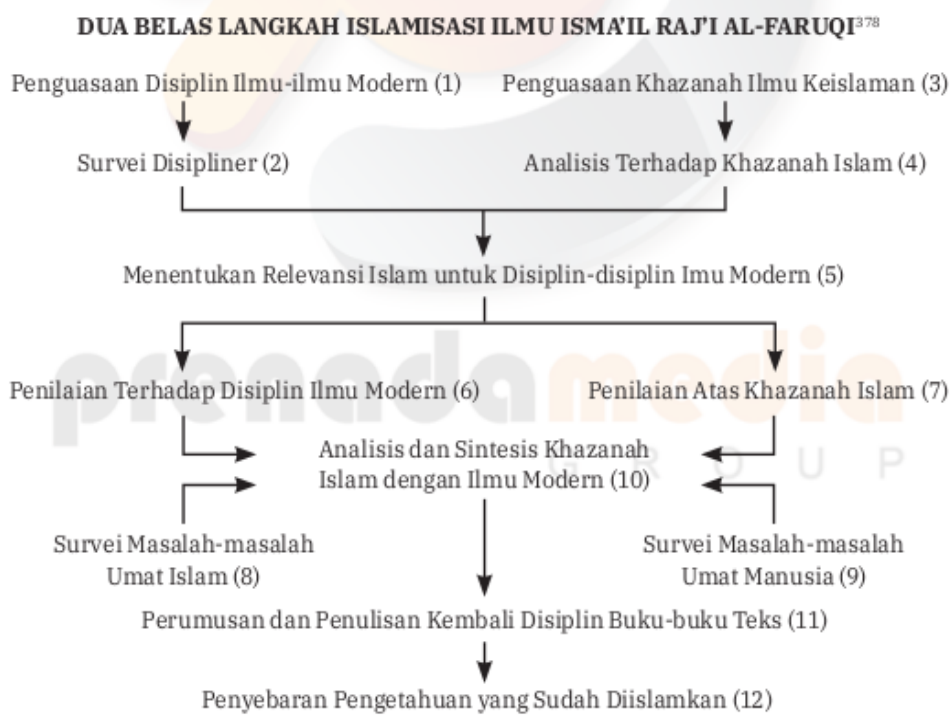 DUA BELAS LANGKAH ISLAMISASI ILMU ISMA'IL RAJ'I AL-FARUQI³⁷⁸
Penguasaan Disiplin Ilmu-ilmu Modern (1)
Penguasaan Khazanah Ilmu Keislaman (3)
Survei Disipliner (2)
Analisis Terhadap Khazanah Islam (4)
Menentukan Relevansi Islam untuk Disiplin-disiplin Imu Modern (5)
prenadamedia
Penilaian Terhadap Disiplin Ilmu Modern (6)
Penilaian Atas Khazanah Islam (7)
GROUP
Analisis dan Sintesis Khazanah
Islam dengan Ilmu Modern (10)
Survei Masalah-masalah
Umat Islam (8)
Survei Masalah-masalah
Umat Manusia (9)
Perumusan dan Penulisan Kembali Disiplin Buku-buku Teks (11)
Penyebaran Pengetahuan yang Sudah Diislamkan (12)